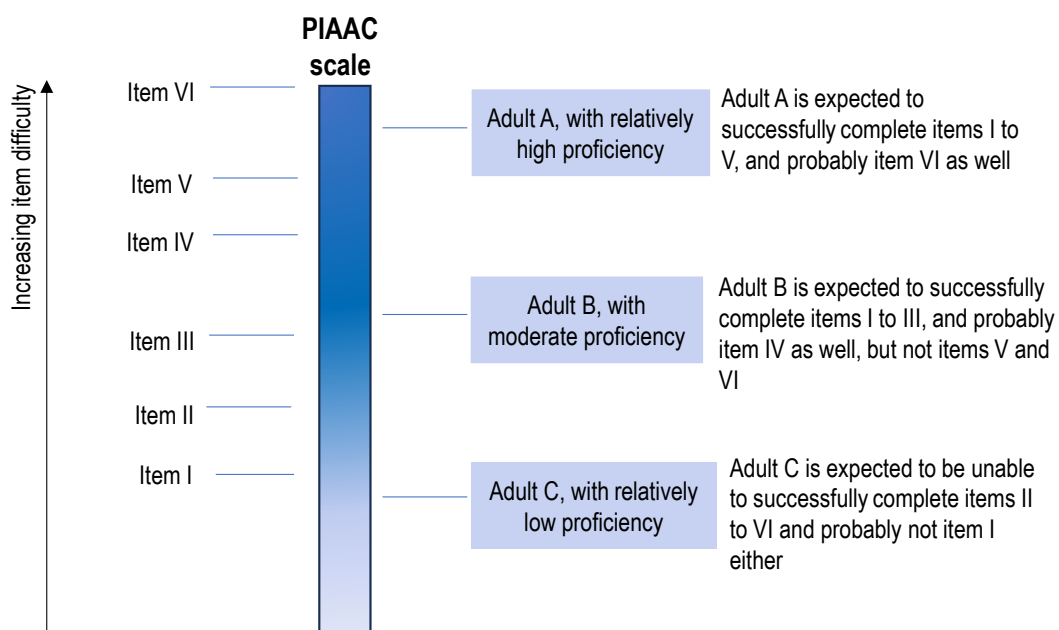 PIAAC
scale
Increasing item difficulty
Item VI
Item V
Item IV
Item III
Item II
Item I
Adult A, with relatively
high proficiency
Adult A is expected to
successfully complete items I to
V, and probably item VI as well
Adult B, with
moderate proficiency
Adult B is expected to successfully
complete items I to III, and probably
item IV as well, but not items V and
VI
Adult C, with relatively
low proficiency
Adult C is expected to be unable
to successfully complete items II
to VI and probably not item I
either